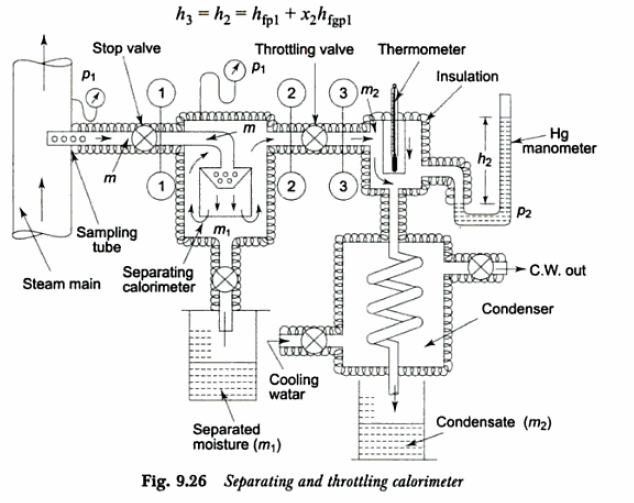 h3 = h2 = hfp1 + x2hfgp1
Stop valve
Throttling valve
Thermometer
Insulation
p1
p1
1
2
3
m2
m
m
h2
Hg
manometer
1
2
3
p2
Sampling
tube
m1
Steam main
Separating
calorimeter
C.W. out
Condenser
Cooling
watar
Separated
moisture (m1)
Condensate (m2)
Fig. 9.26 Separating and throttling calorimeter